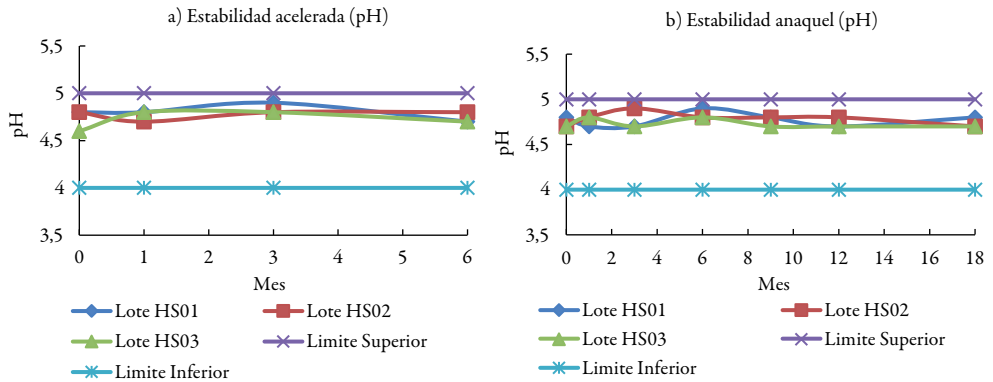 a) Estabilidad acelerada (pH)
5,5
5
4,5
4
3,5
pH
0 1 2 3 4 5 6
Mes
Lote HS01 Lote HS02
Lote HS03 Limite Superior
Limite Inferior
b) Estabilidad anaquel (pH)
5,5
5
4,5
4
3,5
pH
0 2 4 6 8 10 12 14 16 18
Mes
Lote HS01 Lote HS02
Lote HS03 Limite Superior
Limite Inferior